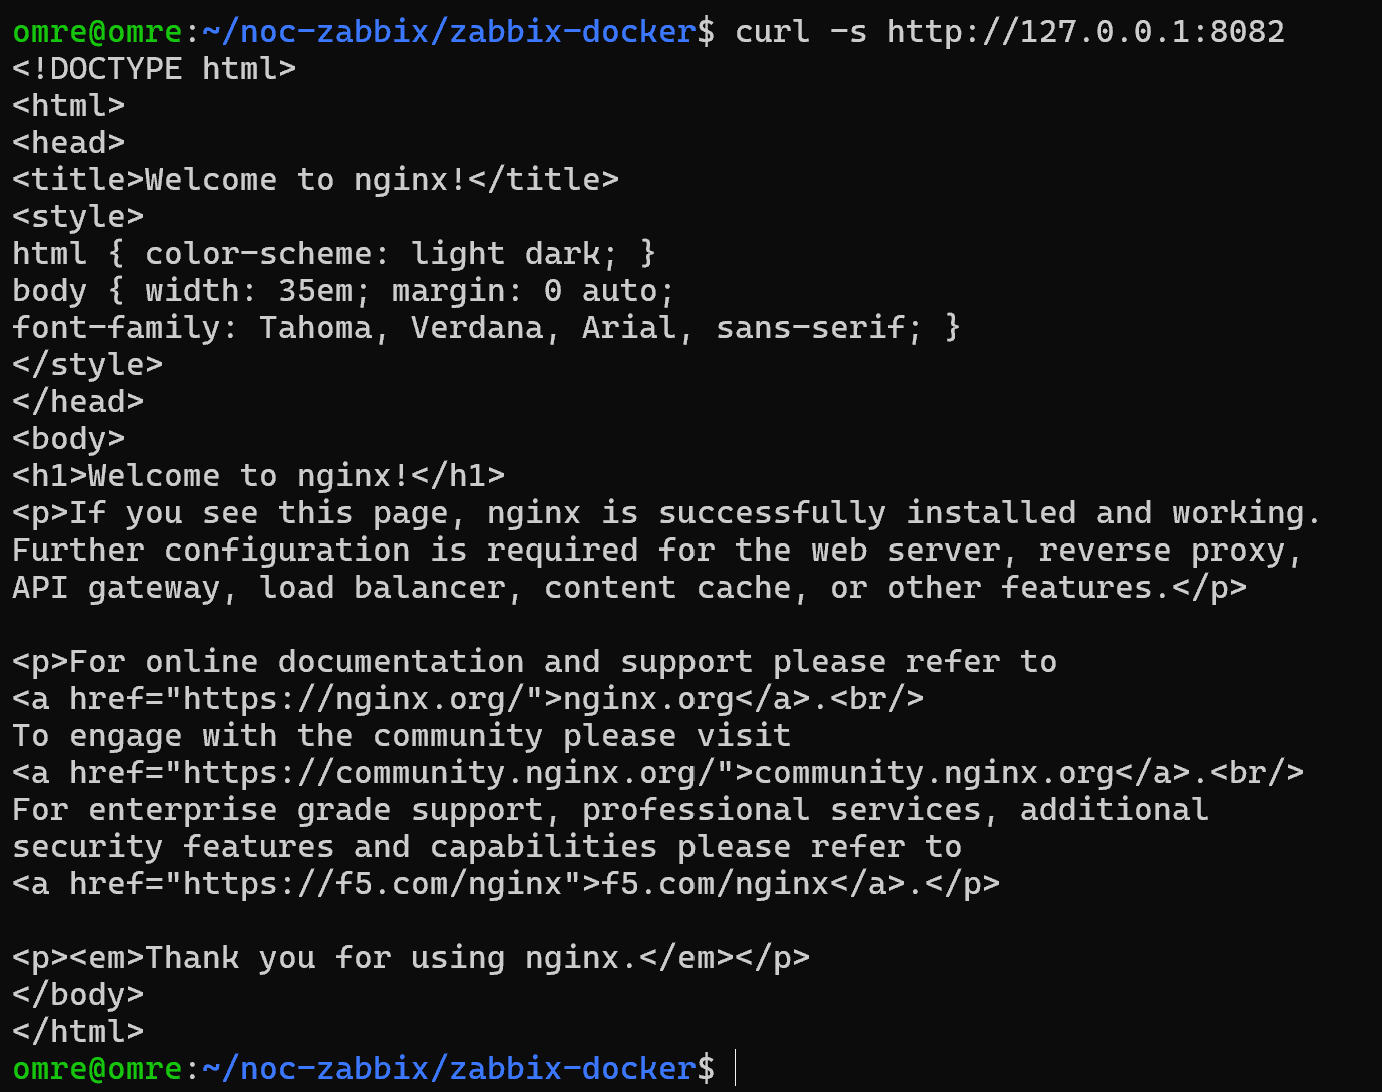 omre@omre:~/noc-zabbix/zabbix-docker$ curl -s http://127.0.0.1:8082
<!DOCTYPE html>
<html>
<head>
<title>Welcome to nginx!</title>
<style>
html { color-scheme: light dark; }
body { width: 35em; margin: 0 auto;
font-family: Tahoma, Verdana, Arial, sans-serif; }
</style>
</head>
<body>
<h1>Welcome to nginx!</h1>
<p>If you see this page, nginx is successfully installed and working.
Further configuration is required for the web server, reverse proxy,
API gateway, load balancer, content cache, or other features.</p>

<p>For online documentation and support please refer to
<a href="https://nginx.org/">nginx.org</a>.<br/>
To engage with the community please visit
<a href="https://community.nginx.org/">community.nginx.org</a>.<br/>
For enterprise grade support, professional services, additional
security features and capabilities please refer to
<a href="https://f5.com/nginx">f5.com/nginx</a>.</p>

<p><em>Thank you for using nginx.</em></p>
</body>
</html>
omre@omre:~/noc-zabbix/zabbix-docker$